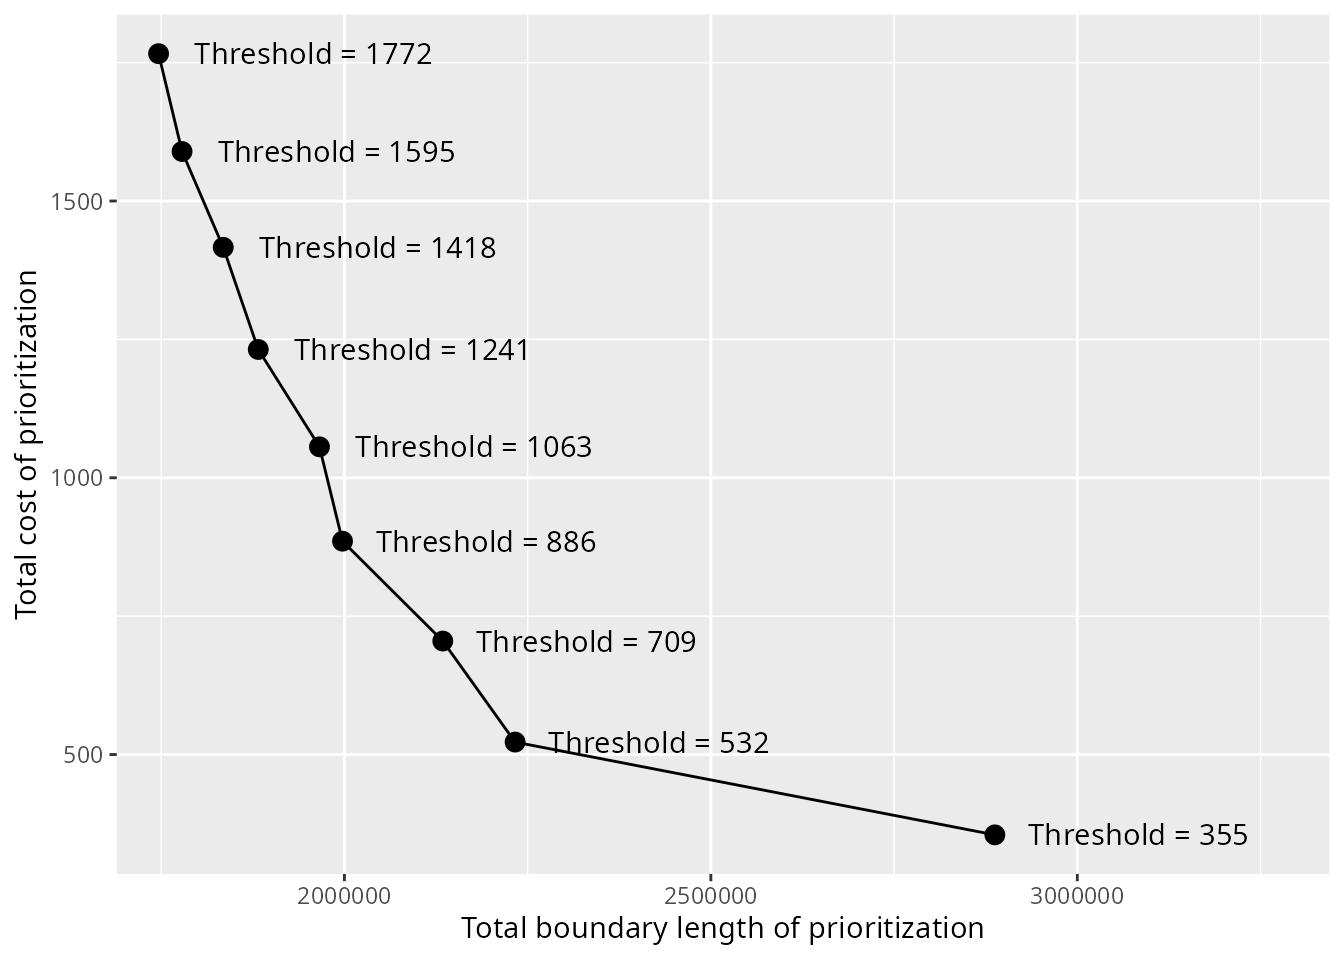 Threshold = 1772
Threshold = 1595
1500
Threshold = 1418
Threshold = 1241
Total cost of prioritization
Threshold = 1063
1000
Threshold = 886
Threshold = 709
Threshold = 532
500
Threshold = 355
2000000 2500000 3000000
Total boundary length of prioritization